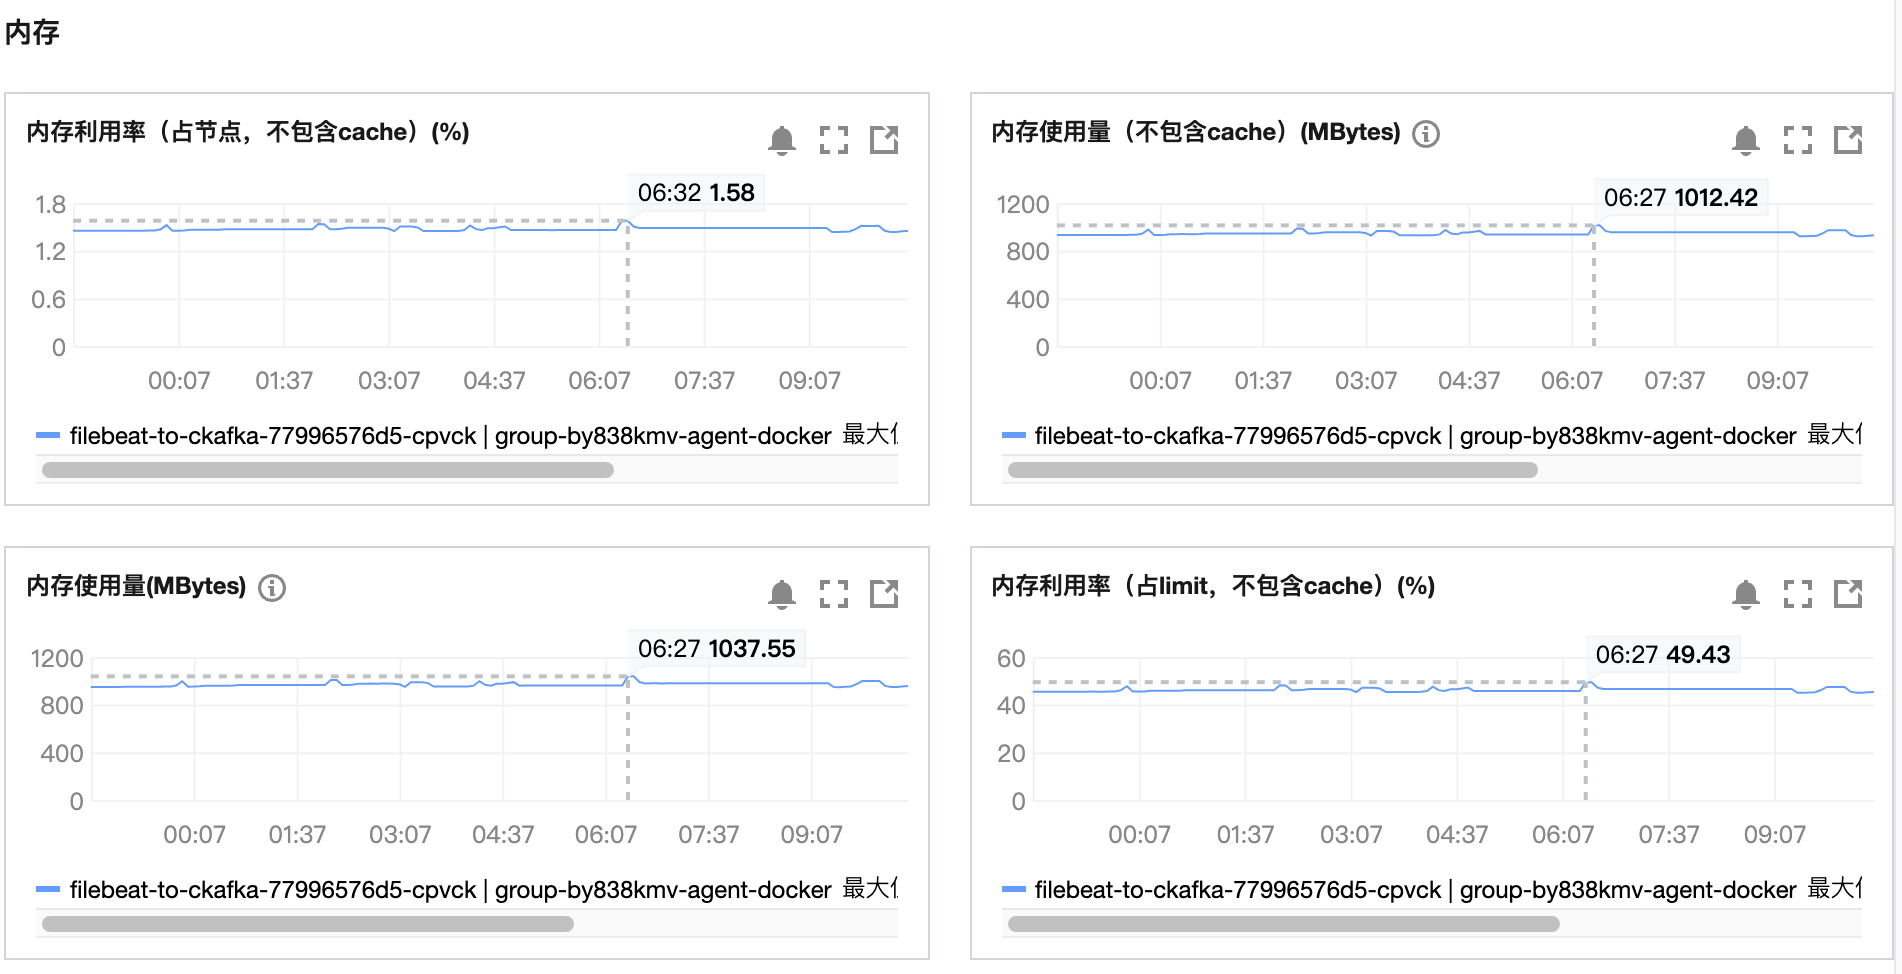 内存
内存利用率（占节点，不包含cache）(%)
06:32 1.58
1.8
1.2
0.6
0
00:07 01:37 03:07 04:37 06:07 07:37 09:07
filebeat-to-ckafka-77996576d5-cpvck | group-by838kmv-agent-docker 最大
内存使用量（不包含cache）(MBytes)
06:27 1012.42
1200
800
400
0
00:07 01:37 03:07 04:37 06:07 07:37 09:07
filebeat-to-ckafka-77996576d5-cpvck | group-by838kmv-agent-docker 最大
内存使用量(MBytes)
06:27 1037.55
1200
800
400
0
00:07 01:37 03:07 04:37 06:07 07:37 09:07
filebeat-to-ckafka-77996576d5-cpvck | group-by838kmv-agent-docker 最大
内存利用率（占limit，不包含cache）(%)
06:27 49.43
60
40
20
0
00:07 01:37 03:07 04:37 06:07 07:37 09:07
filebeat-to-ckafka-77996576d5-cpvck | group-by838kmv-agent-docker 最大